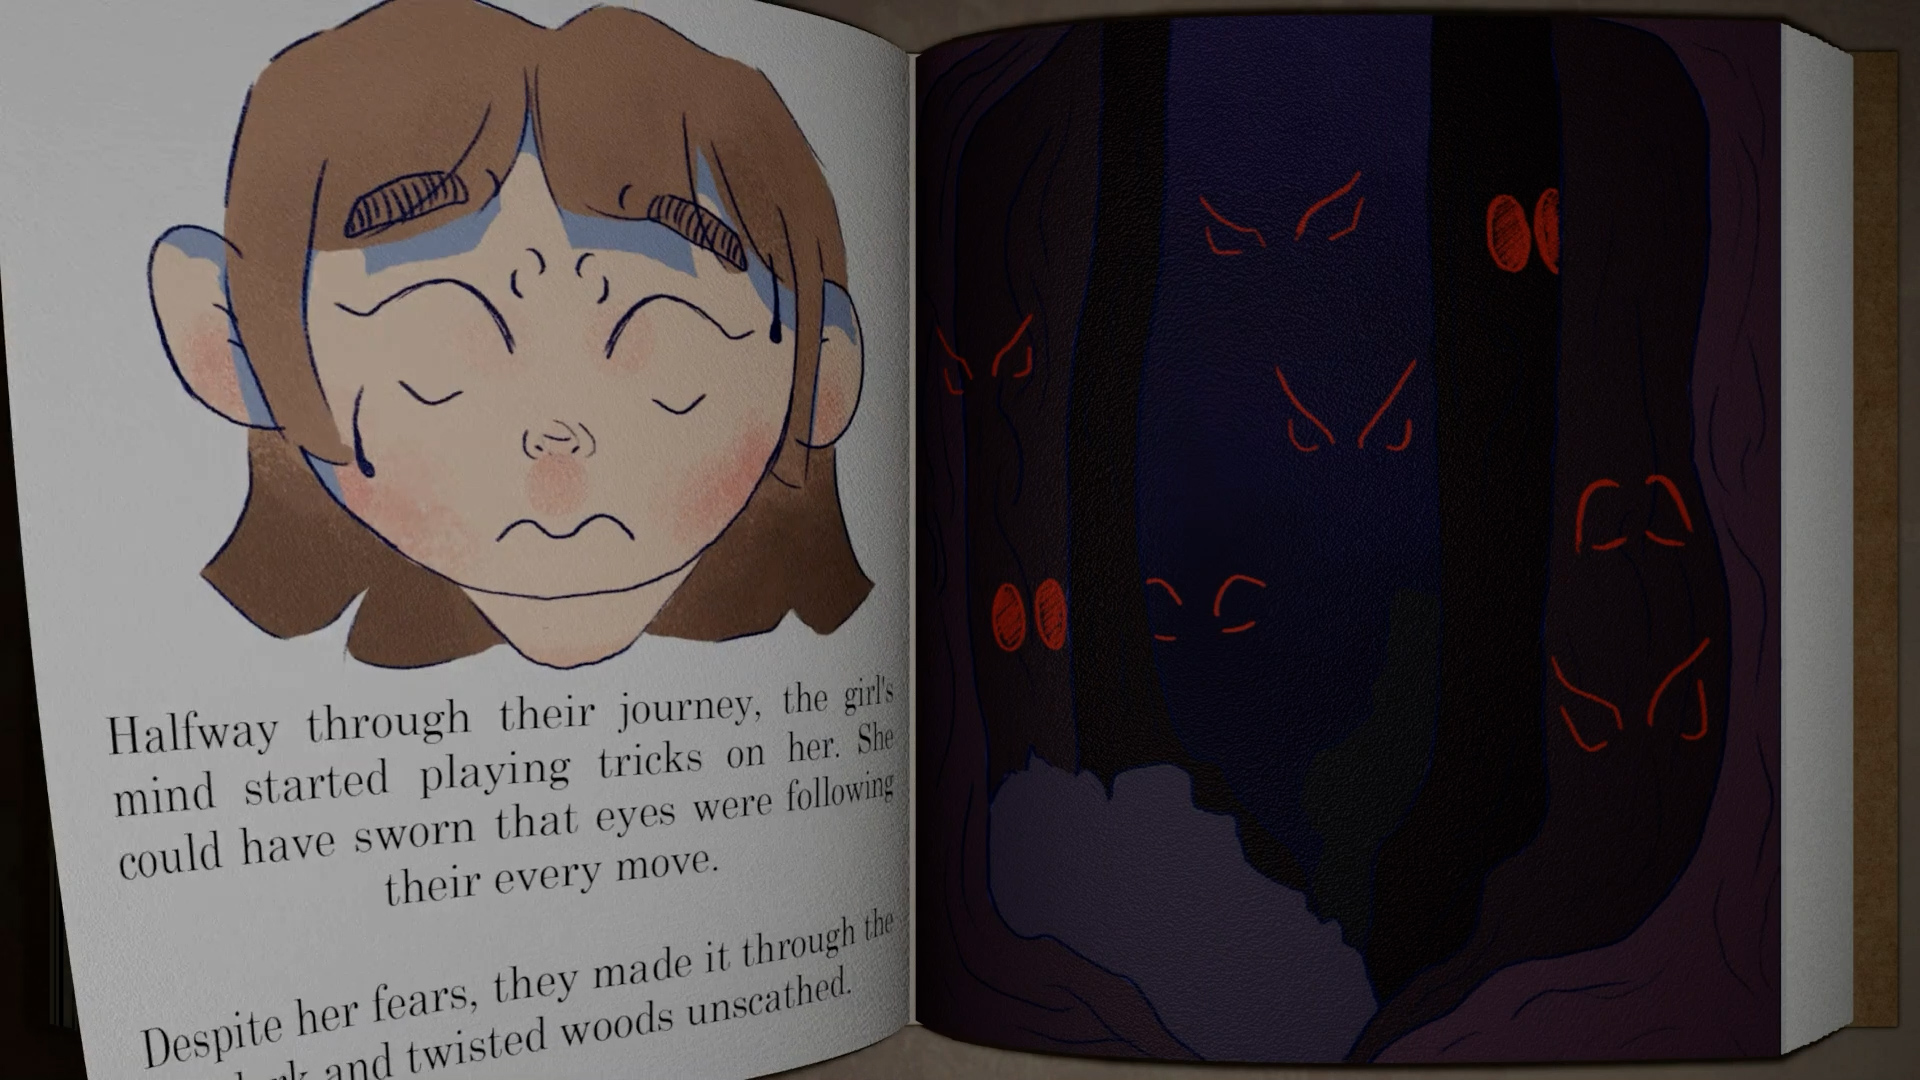 Halfway through their journey, the girl's
mind started playing tricks on her. She
could have sworn that eyes were following
their every move.
Despite her fears, they made it through the
and twisted woods unscathed.